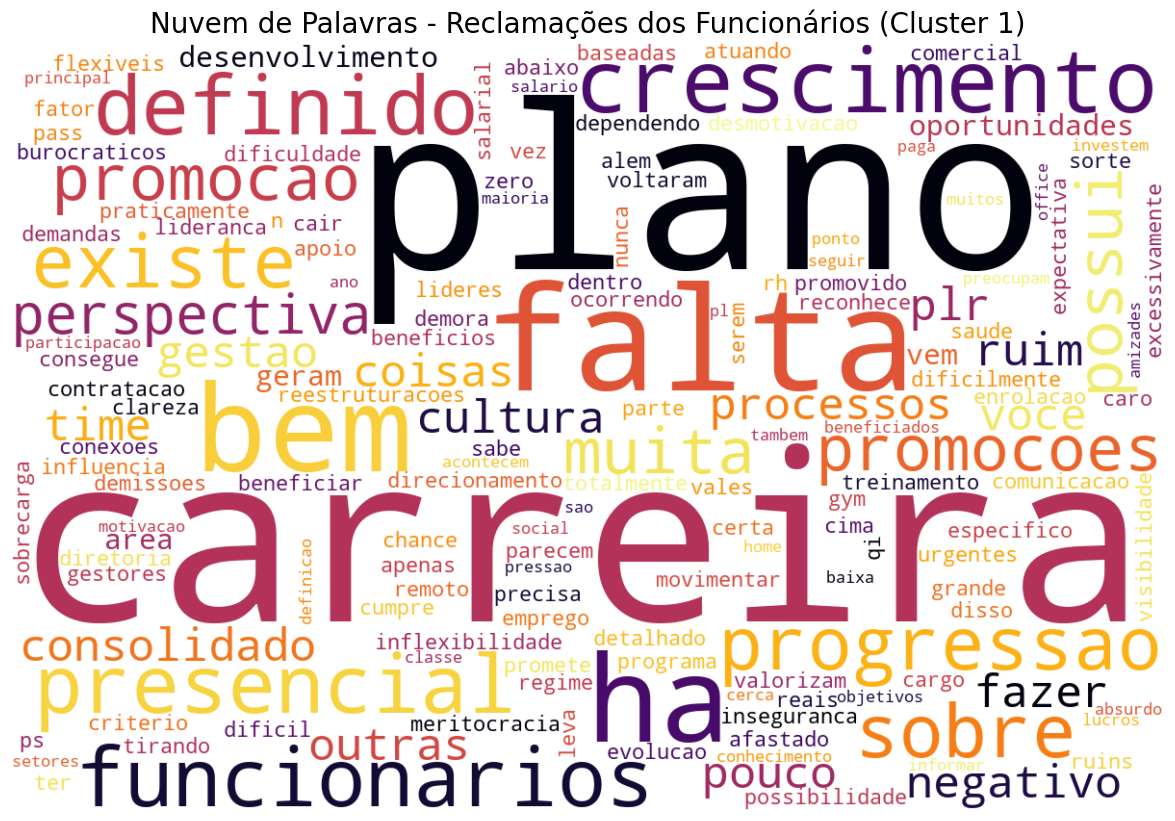 Nuvem de Palavras - Reclamações dos Funcionários (Cluster 1)
flexiveis
desenvolvimento
principal
definido
salarial
abaixo
salario
baseadas
atuando
comercial
crescimento
fator
pass
plano
dependendo
desmotivacao
oportunidades
burocraticos
dificuldade
vez
alem
paga
investem
sorte
promocao
zero
maioria
voltaram
muitos
office
possui
excessivamente
praticamente
lideranca
n
cair
nunca
expectativa
demandas
existe
apoio
ponto
seguir
ano
lideres
dentro
rh
promovido
preocupam
perspectiva
ocorrendo
reconhece
plr
amizades
participacao
demora
falta
pl
serem
saude
consegue
gestao
beneficios
vem
ruim
contratacao
geram
coisas
dificilmente
reestruturacoes
enrolacao
caro
clareza
time
bem
cultura
parte
processos
voce
conexoes
sabe
muita
tambem
beneficiados
promocoes
influencia
acontecem
sobrecarga
demissoes
beneficiar
direcionamento
totalmente
vales
treinamento
comunicacao
visibilidade
carreira
motivacao
area
sao
gym
social
certa
cima
especifico
diretoria
definicao
chance
parecem
home
qi
urgentes
gestores
apenas
pressao
movimentar
baixa
remoto
precisa
grande
cumpre
emprego
disso
consolidado
inflexibilidade
detalhado
progressao
classe
promete
programa
presencial
regime
ha
valorizam
cargo
fazer
cerca
reais
objetivos
absurdo
criterio
meritocracia
inseguranca
lucros
ps
dificil
leva
sobre
tirando
outras
afastado
setores
evolucao
conhecimento
informar
ruins
ter
funcionarios
pouco
negativo
possibilidade